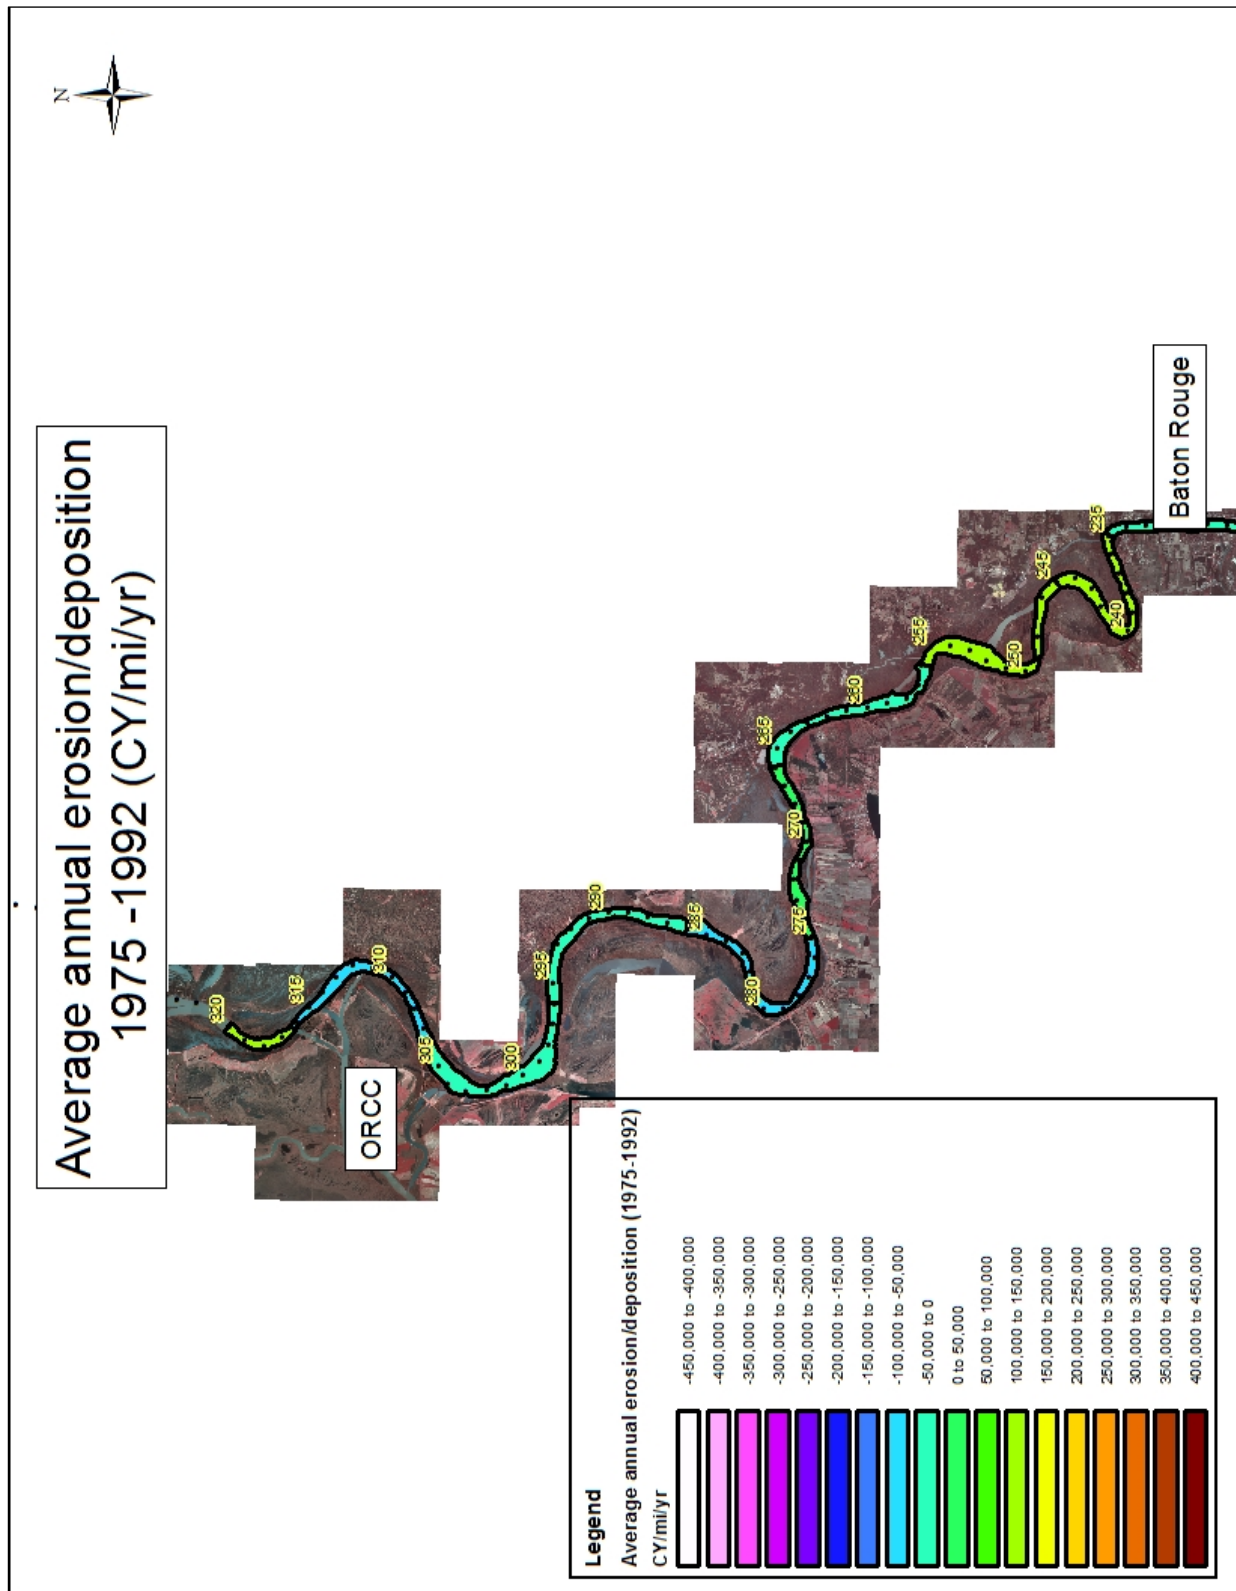 Average annual erosion/deposition
1975 -1992 (CY/mi/yr)
N
320
315
310
ORCC
305
300
295
290
285
280
275
270
265
260
255
250
245
240
235
Baton Rouge
Legend
Average annual erosion/deposition (1975-1992)
CY/mi/yr
-450,000 to -400,000
-400,000 to -350,000
-350,000 to -300,000
-300,000 to -250,000
-250,000 to -200,000
-200,000 to -150,000
-150,000 to -100,000
-100,000 to -50,000
-50,000 to 0
0 to 50,000
50,000 to 100,000
100,000 to 150,000
150,000 to 200,000
200,000 to 250,000
250,000 to 300,000
300,000 to 350,000
350,000 to 400,000
400,000 to 450,000